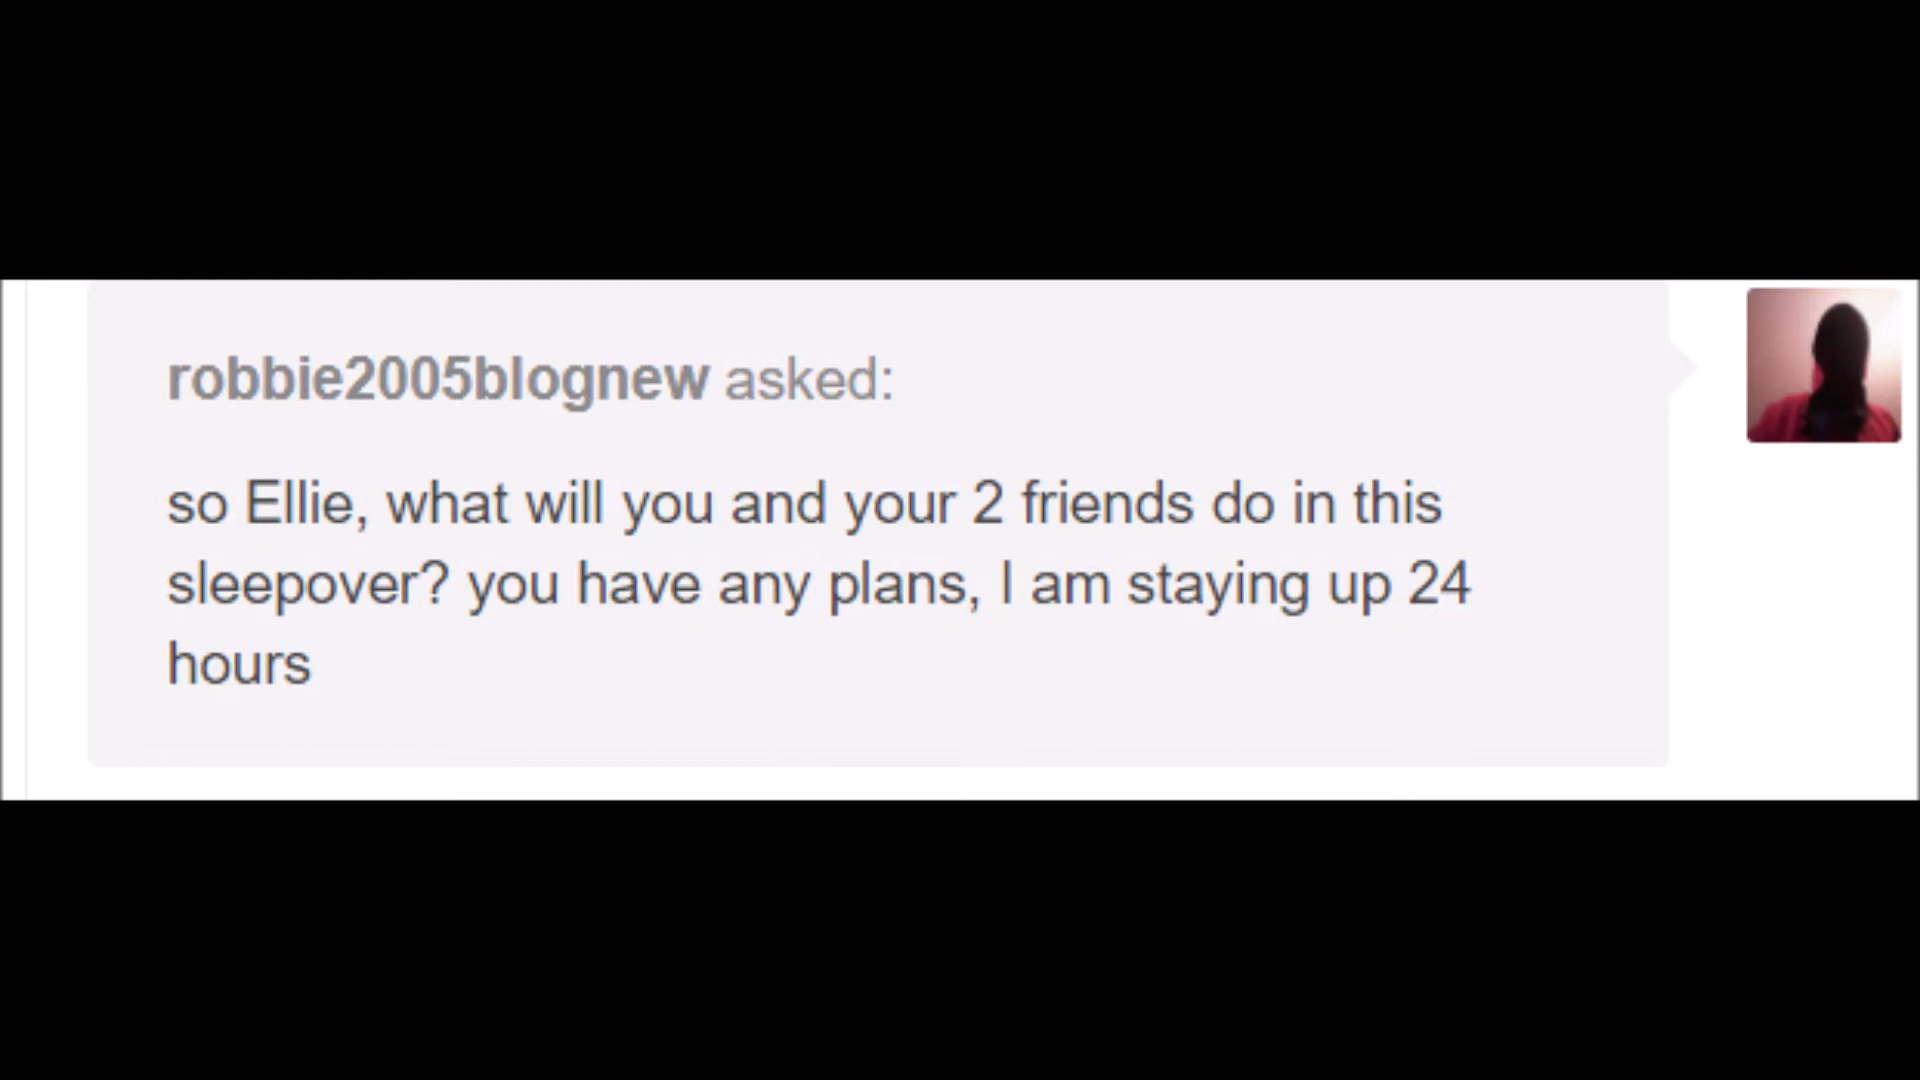 robbie2005blognew asked:
so Ellie, what will you and your 2 friends do in this
sleepover? you have any plans, I am staying up 24
hours